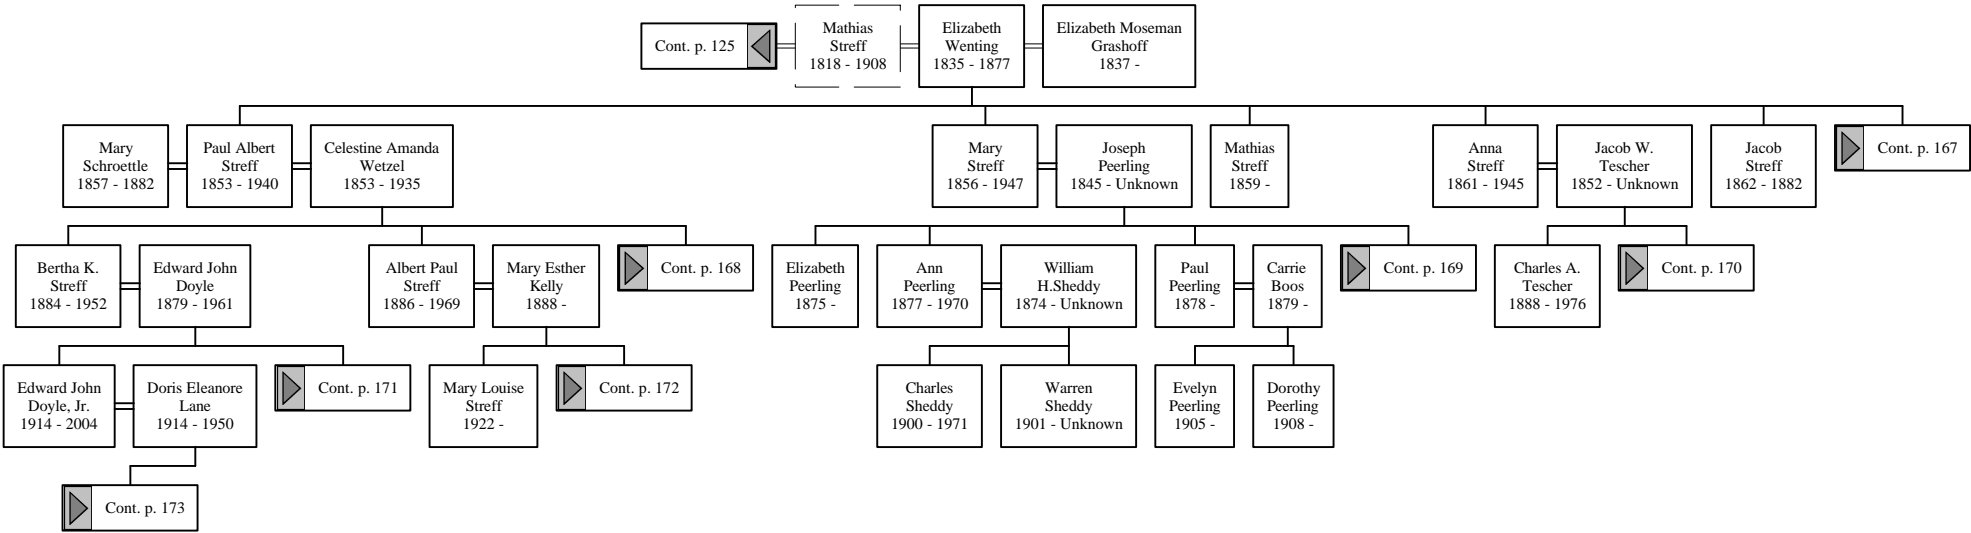 Cont. p. 125
Mathias
Streff
1818 - 1908
Elizabeth
Wenting
1835 - 1877
Elizabeth Moseman
Grashoff
1837 -
Mary
Schroettle
1857 - 1882
Paul Albert
Streff
1853 - 1940
Celestine Amanda
Wetzel
1853 - 1935
Mary
Streff
1856 - 1947
Joseph
Peerling
1845 - Unknown
Mathias
Streff
1859 -
Anna
Streff
1861 - 1945
Jacob W.
Tescher
1852 - Unknown
Jacob
Streff
1862 - 1882
Cont. p. 167
Bertha K.
Streff
1884 - 1952
Edward John
Doyle
1879 - 1961
Albert Paul
Streff
1886 - 1969
Mary Esther
Kelly
1888 -
Cont. p. 168
Elizabeth
Peerling
1875 -
Ann
Peerling
1877 - 1970
William
H.Sheddy
1874 - Unknown
Paul
Peerling
1878 -
Carrie
Boos
1879 -
Cont. p. 169
Charles A.
Tescher
1888 - 1976
Cont. p. 170
Edward John
Doyle, Jr.
1914 - 2004
Doris Eleanore
Lane
1914 - 1950
Cont. p. 171
Mary Louise
Streff
1922 -
Cont. p. 172
Charles
Sheddy
1900 - 1971
Warren
Sheddy
1901 - Unknown
Evelyn
Peerling
1905 -
Dorothy
Peerling
1908 -
Cont. p. 173